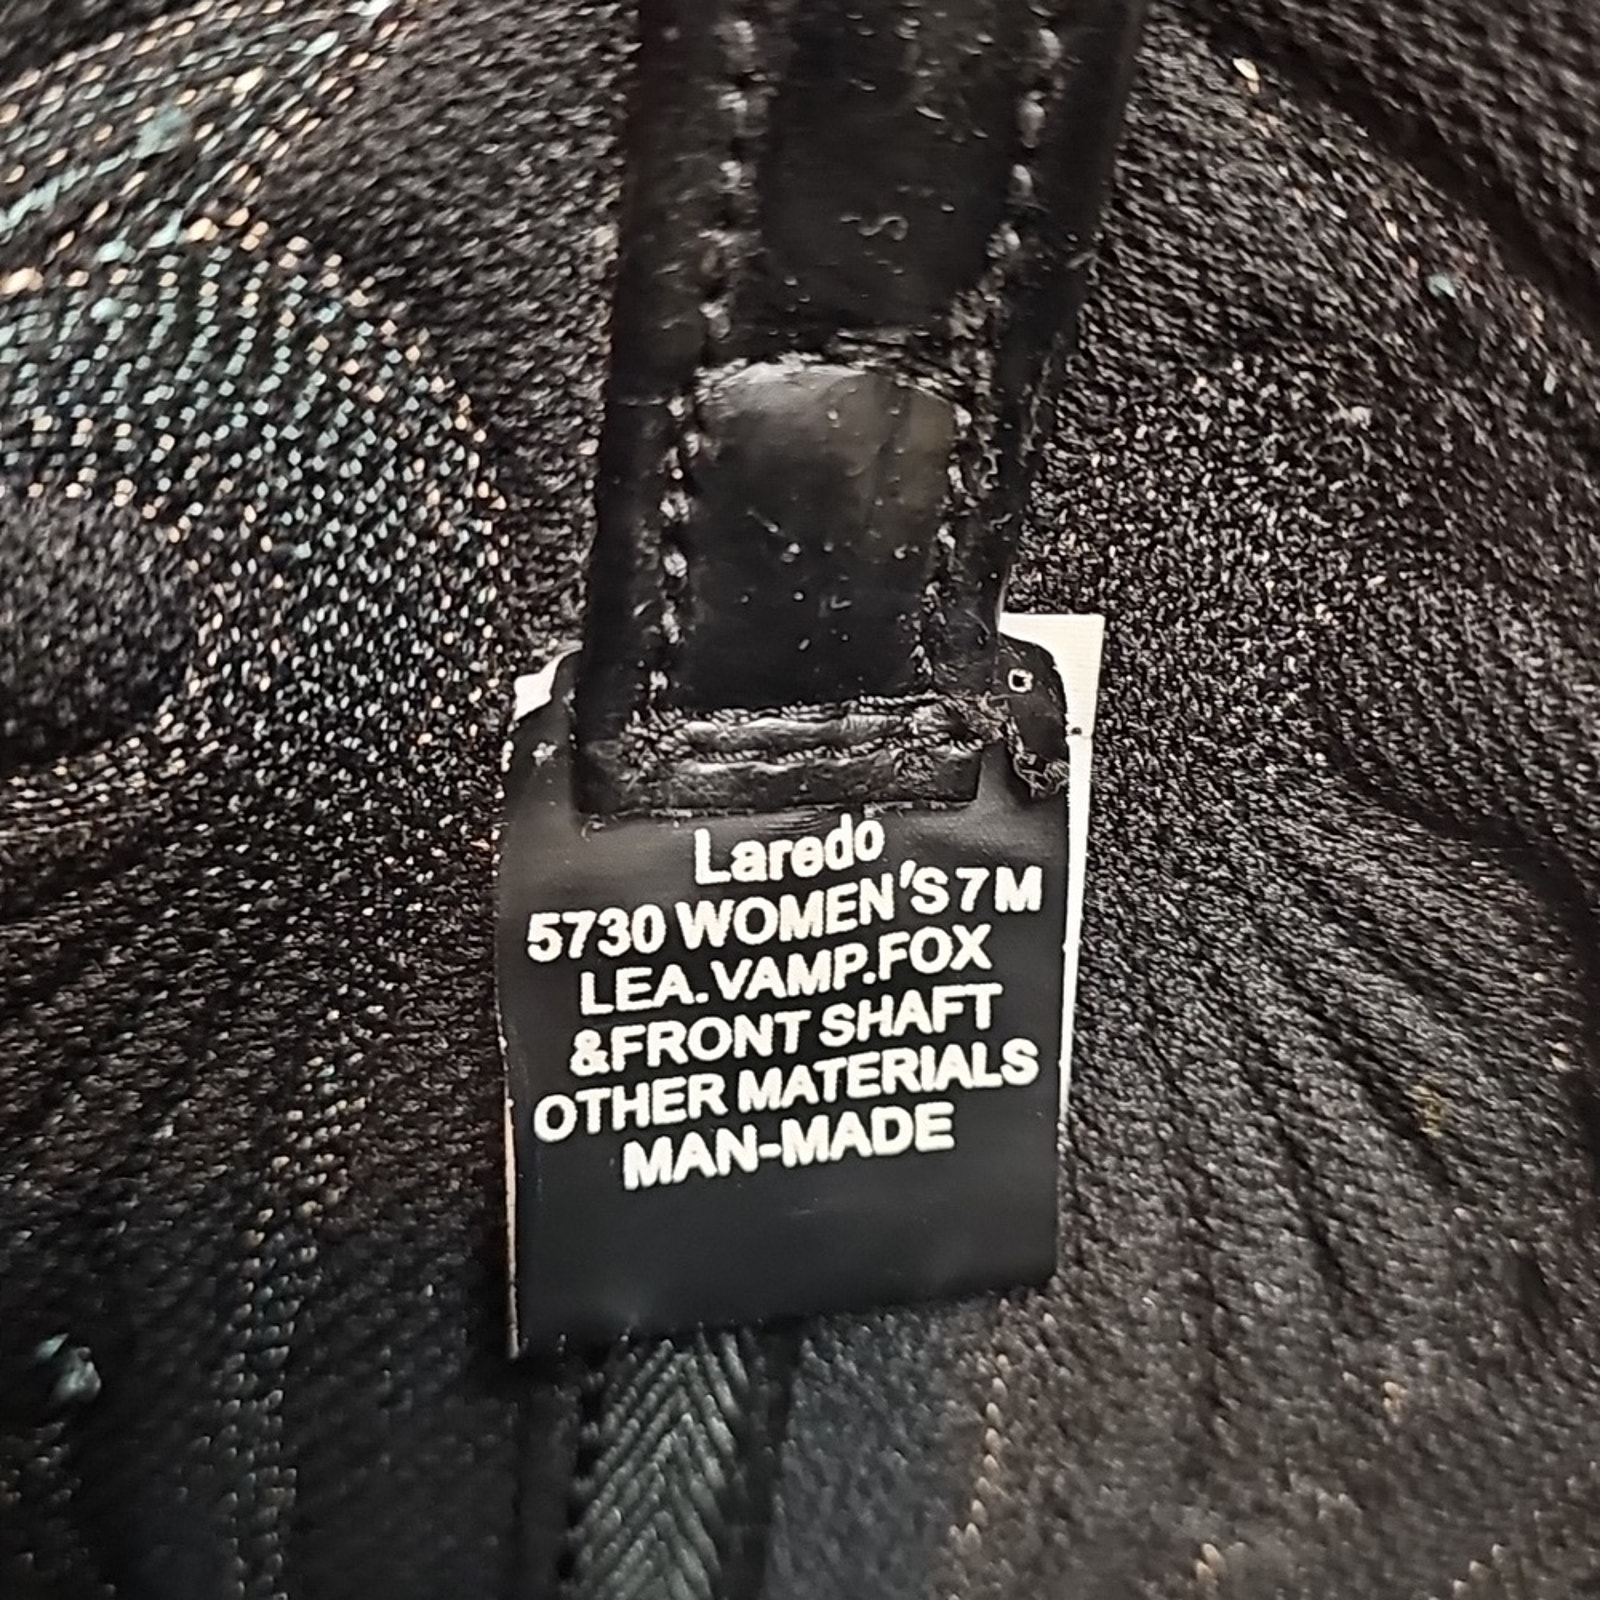 Laredo
5730 WOMEN'S 7 M
LEA. VAMP.FOX
&FRONT SHAFT
OTHER MATERIALS
MAN-MADE